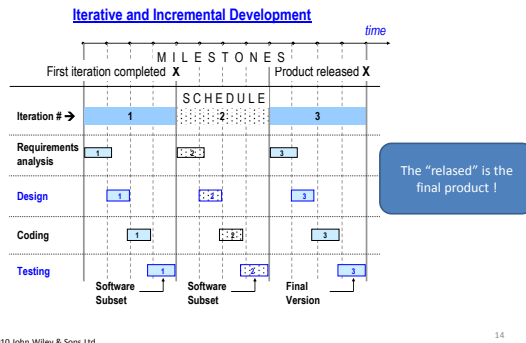 Iterative and Incremental Development
time
MILESTONES
First iteration completed X
Product released X
SCHEDULE
Iteration # → 1 2 3
Requirements
analysis
1 2 3
Design 1 2 3
Coding 1 2 3
Testing 1 2 3
Software
Subset
Software
Subset
Final
Version
The "relased" is the
final product !
10 John Wiley & Sons Ltd
14